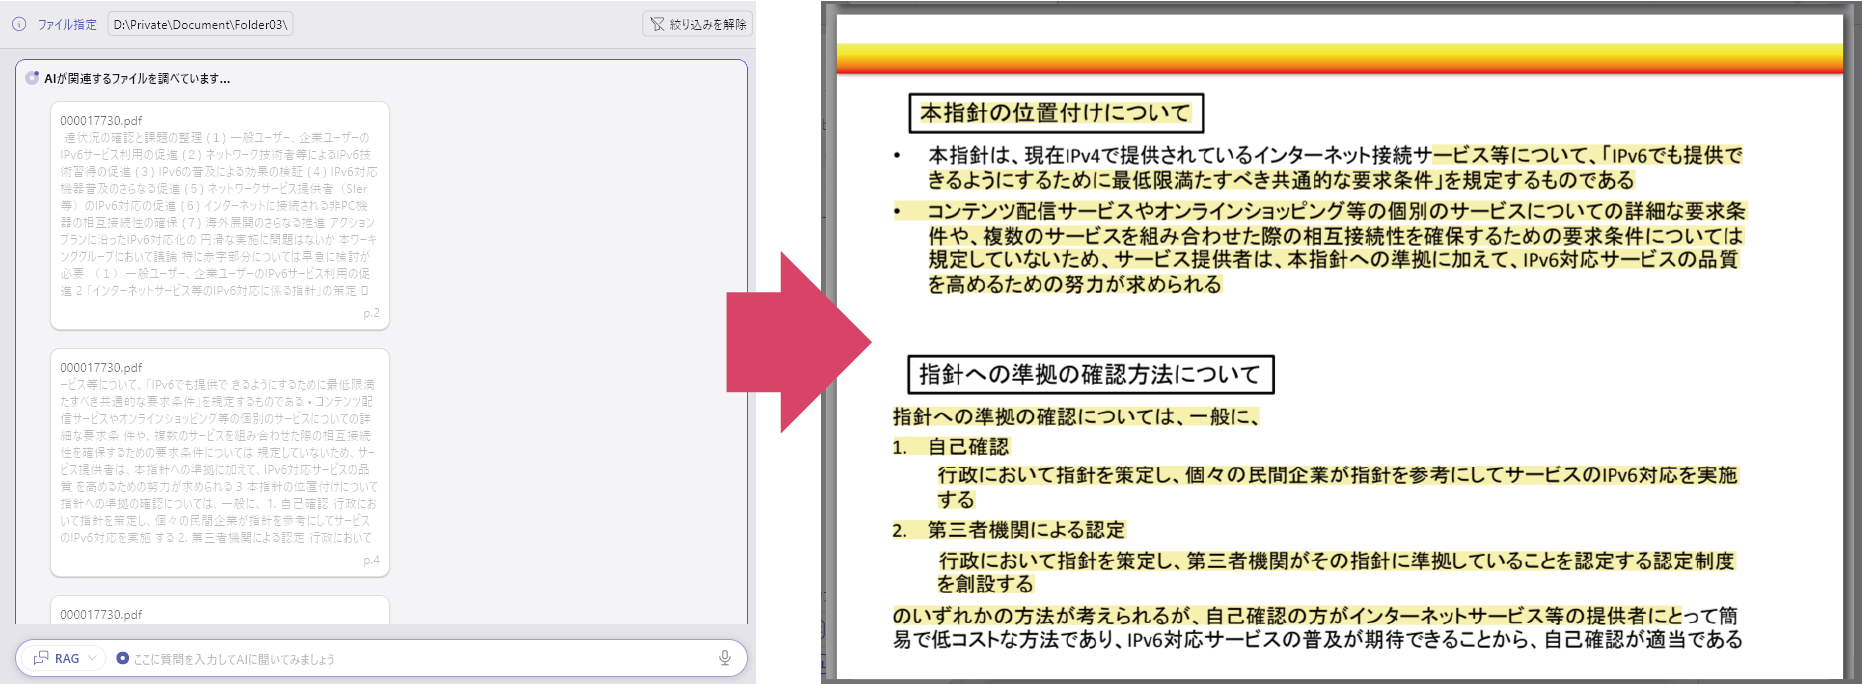 ファイル指定
D:\Private\Document\Folder03\
絞り込みを解除
AIが関連するファイルを調べています...
000017730.pdf
達状況の確認と課題の整理 (１) 一般ユーザー、企業ユーザーの
IPv6サービス利用の促進 (２) ネットワーク技術者等によるIPv6技
術習得の促進 (３) IPv6の普及による効果の検証 (４) IPv6対応
機器普及のさらなる促進 (５) ネットワークサービス提供者（SIer
等）のIPv6対応の促進 (６) インターネットに接続される非PC機
器の相互接続性の確保 (７) 海外展開のさらなる推進 アクション
プランに沿ったIPv6対応化の 円滑な実施に問題はないか 本ワーキ
ンググループにおいて議論 特に赤字部分については早急に検討が
必要 （１）一般ユーザー、企業ユーザーのIPv6サービス利用の促
進 2 「インターネットサービス等のIPv6対応に係る指針」の策定 ロ
p.2
000017730.pdf
ービス等について、「IPv6でも提供で きるようにするために最低限満
たすべき共通的な要求条件」を規定するものである • コンテンツ配
信サービスやオンラインショッピング等の個別のサービスについての詳
細な要求条 件や、複数のサービスを組み合わせた際の相互接続
性を確保するための要求条件については 規定していないため、サー
ビス提供者は、本指針への準拠に加えて、IPv6対応サービスの品
質 を高めるための努力が求められる 3 本指針の位置付けについて
指針への準拠の確認については、一般に、 1. 自己確認 行政にお
いて指針を策定し、個々の民間企業が指針を参考にしてサービス
のIPv6対応を実施 する 2. 第三者機関による認定 行政において
p.4
000017730.pdf
RAG
ここに質問を入力してAIに聞いてみましょう
本指針の位置付けについて
• 本指針は、現在IPv4で提供されているインターネット接続サービス等について、「IPv6でも提供で
きるようにするために最低限満たすべき共通的な要求条件」を規定するものである
• コンテンツ配信サービスやオンラインショッピング等の個別のサービスについての詳細な要求条
件や、複数のサービスを組み合わせた際の相互接続性を確保するための要求条件については
規定していないため、サービス提供者は、本指針への準拠に加えて、IPv6対応サービスの品質
を高めるための努力が求められる
指針への準拠の確認方法について
指針への準拠の確認については、一般に、
1. 自己確認
行政において指針を策定し、個々の民間企業が指針を参考にしてサービスのIPv6対応を実施
する
2. 第三者機関による認定
行政において指針を策定し、第三者機関がその指針に準拠していることを認定する認定制度
を創設する
のいずれかの方法が考えられるが、自己確認の方がインターネットサービス等の提供者にとって簡
易で低コストな方法であり、IPv6対応サービスの普及が期待できることから、自己確認が適当である